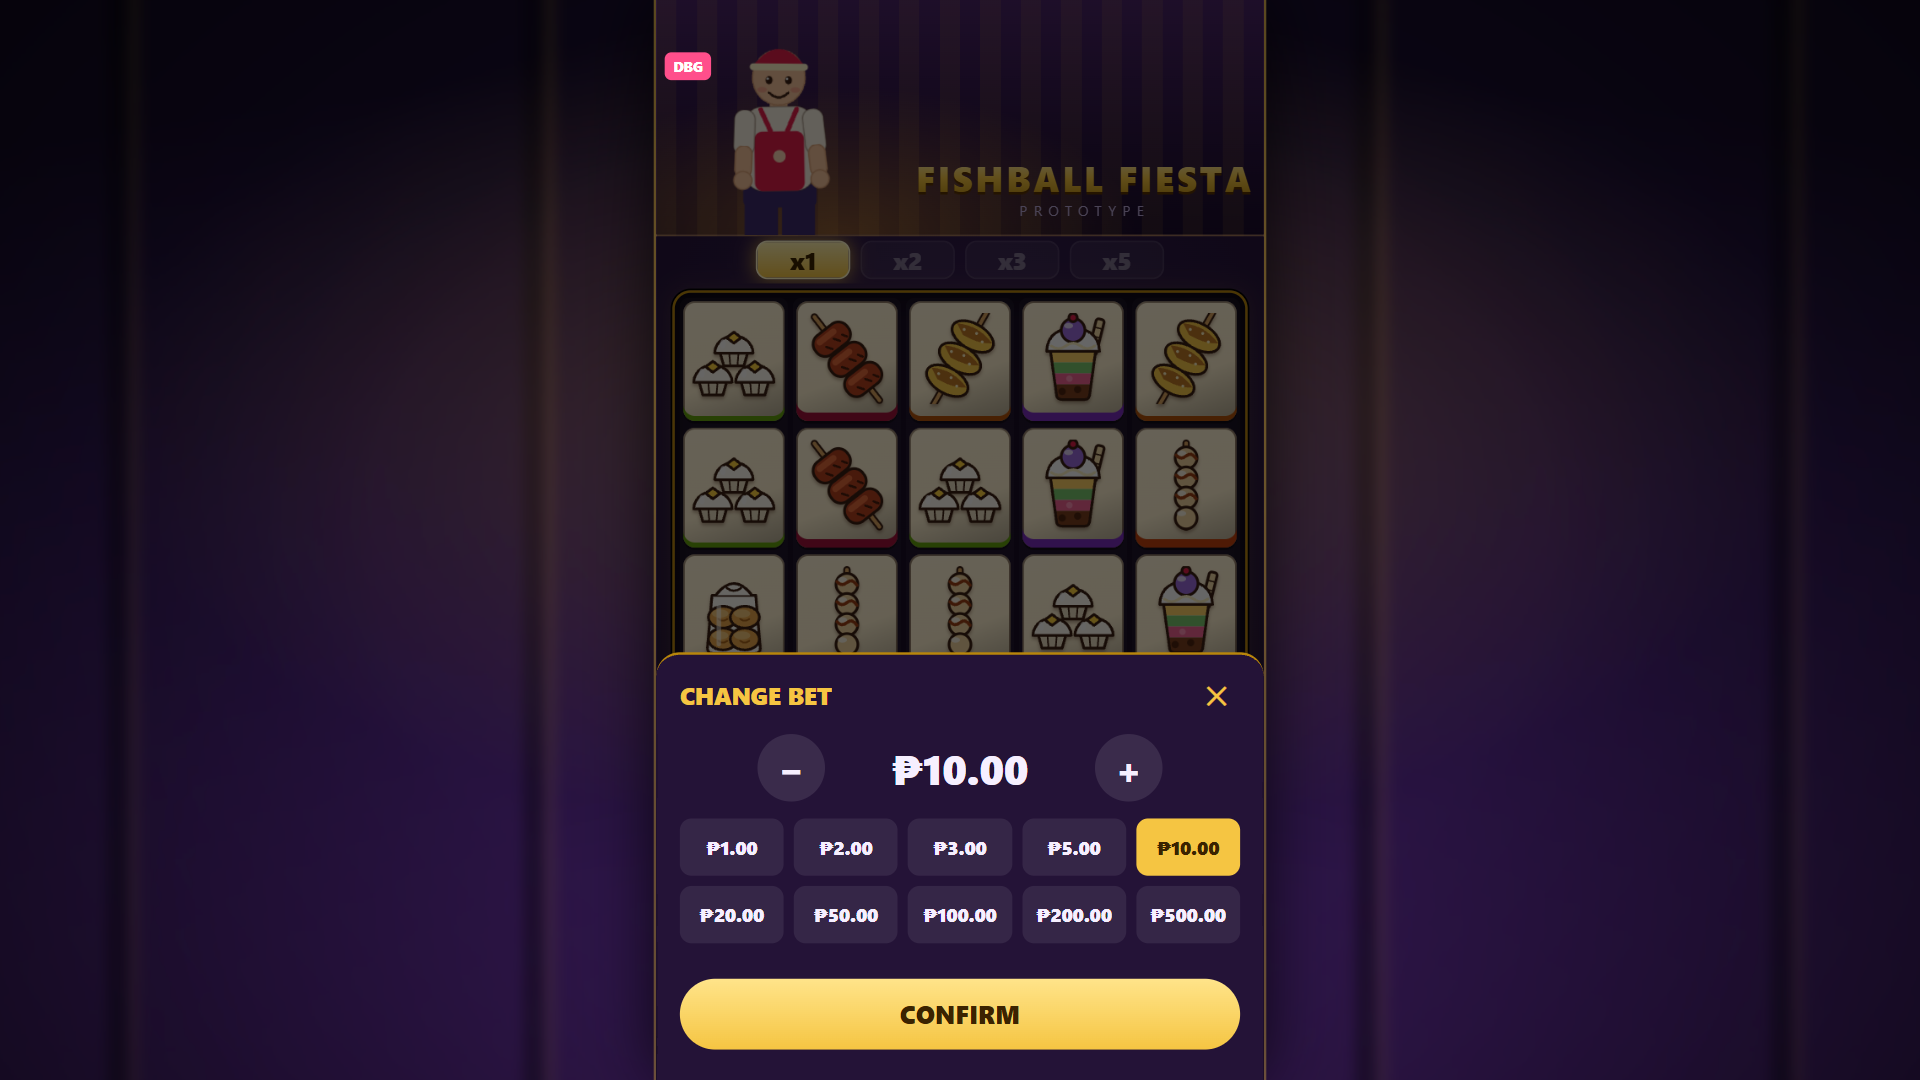 DBG
FISHBALL FIESTA
PROTOTYPE
x1 x2 x3 x5
CHANGE BET
− ₱10.00 +
₱1.00 ₱2.00 ₱3.00 ₱5.00 ₱10.00
₱20.00 ₱50.00 ₱100.00 ₱200.00 ₱500.00
CONFIRM